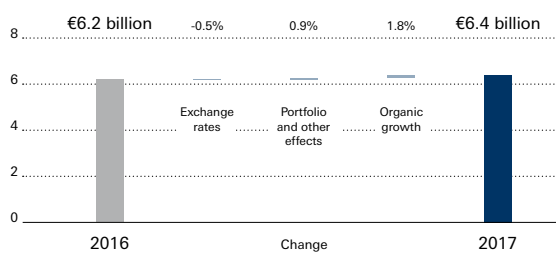 €6.2 billion -0.5% 0.9% 1.8% €6.4 billion
8
6
Exchange
rates
Portfolio
and other
effects
Organic
growth
4
2
0
2016 Change 2017